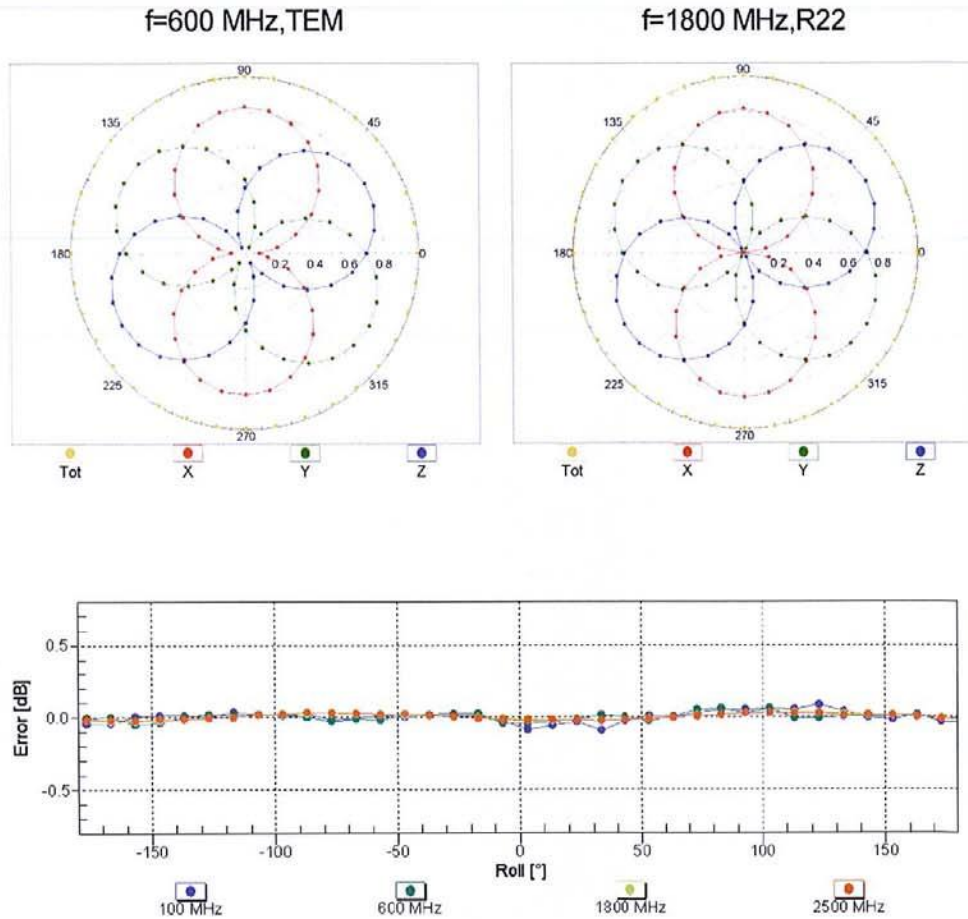 f=600 MHz,TEM
f=1800 MHz,R22
90
135
45
180
0
0.2 0.4 0.6 0.8
225
315
270
Tot X Y Z
90
135
45
180
0
0.2 0.4 0.6 0.8
225
315
270
Tot X Y Z
Error [dB]
0.5
0.0
-0.5
-150 -100 -50 0 50 100 150
Roll [°]
100 MHz 600 MHz 1800 MHz 2500 MHz